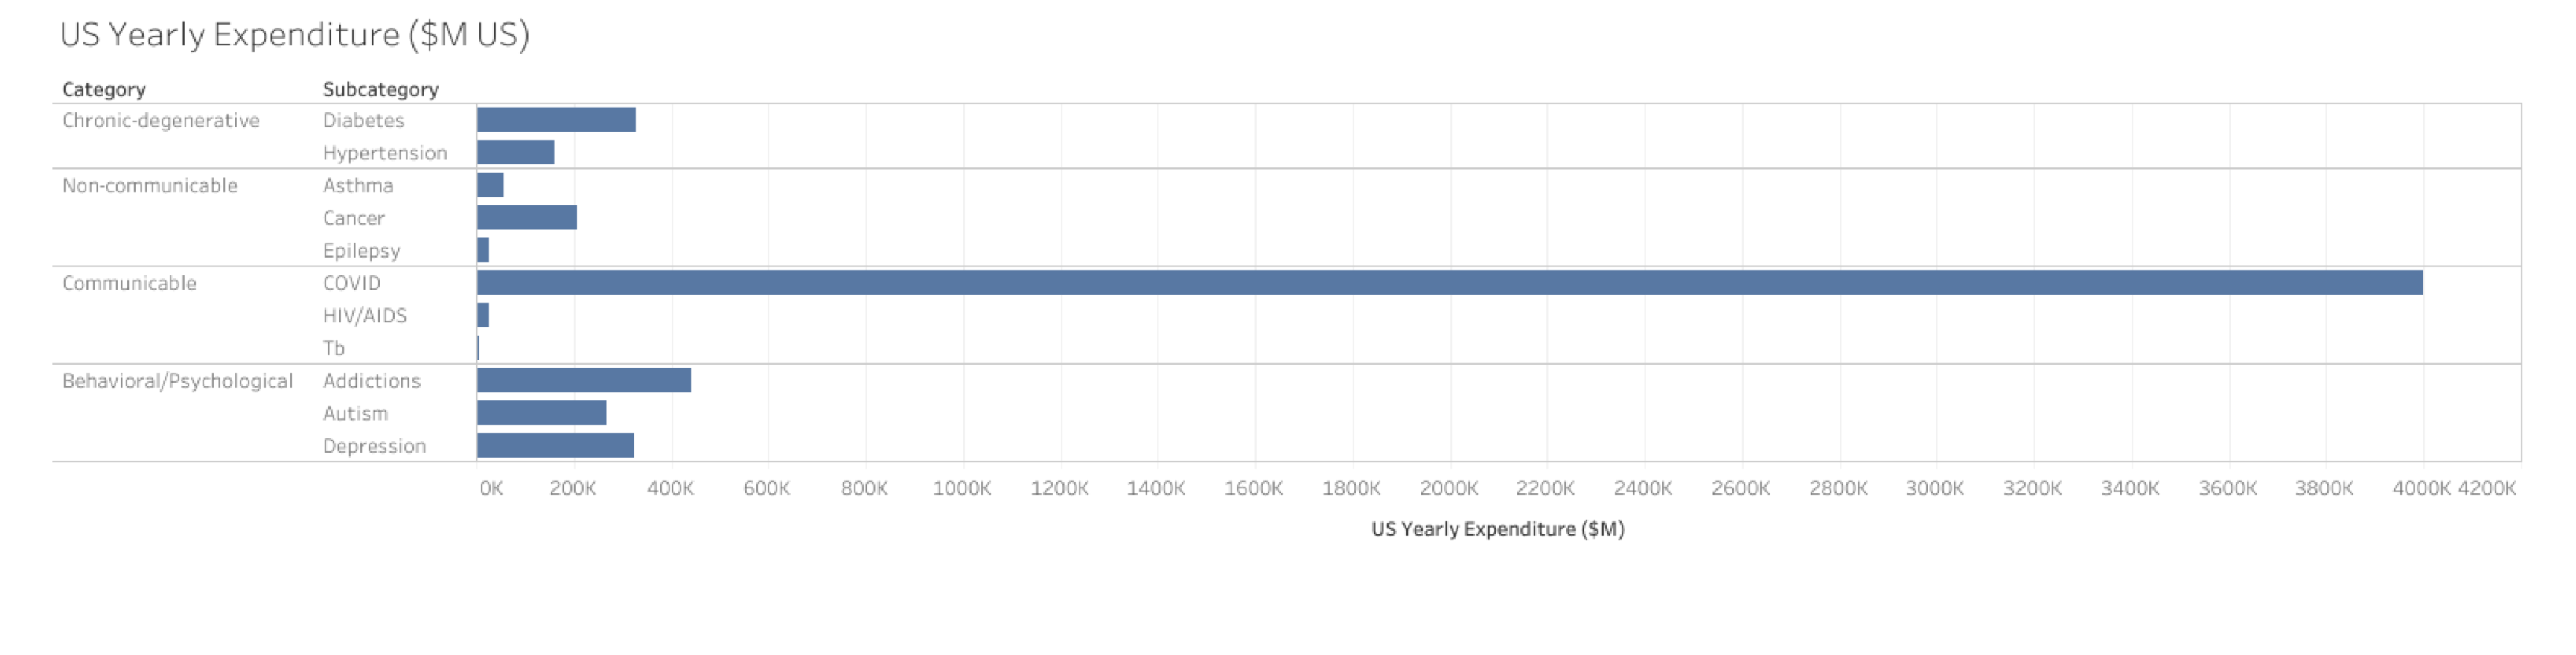 US Yearly Expenditure ($M US)
Category Subcategory
Chronic-degenerative Diabetes
Hypertension
Non-communicable Asthma
Cancer
Epilepsy
Communicable COVID
HIV/AIDS
Tb
Behavioral/Psychological Addictions
Autism
Depression
0K 200K 400K 600K 800K 1000K 1200K 1400K 1600K 1800K 2000K 2200K 2400K 2600K 2800K 3000K 3200K 3400K 3600K 3800K 4000K 4200K
US Yearly Expenditure ($M)